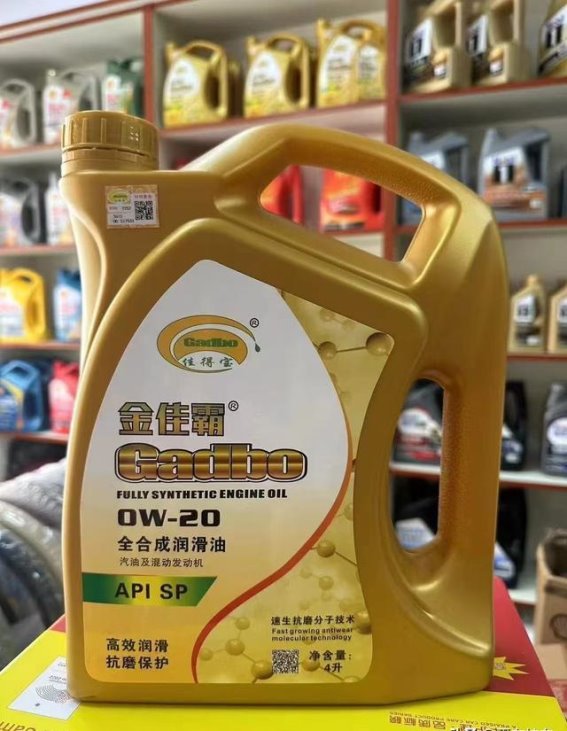 Gadbo®
佳得宝
金佳霸®
Gadbo
FULLY SYNTHETIC ENGINE OIL
0W-20
全合成润滑油
汽油及混动发动机
API SP
高效润滑
抗磨保护
速生抗磨分子技术
Fast growing antiwear
molecular technology
净含量:
4升